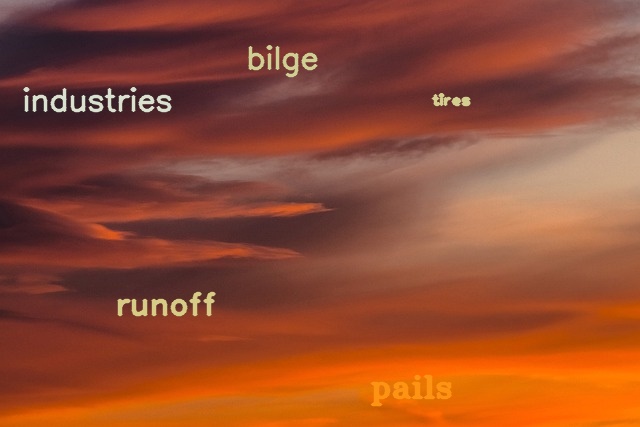 bilge
industries
tires
runoff
pails